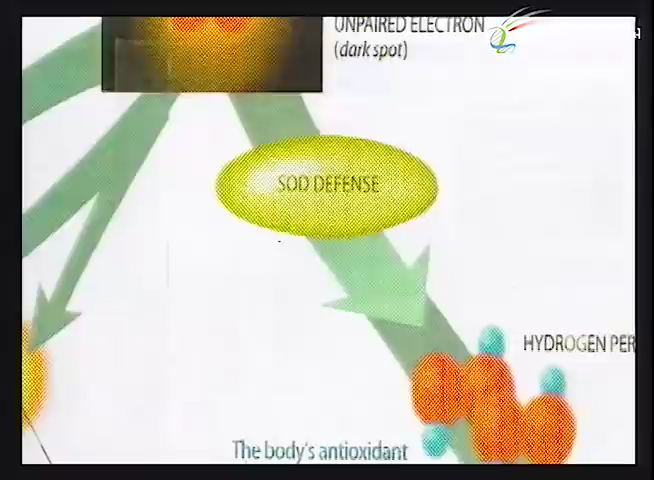 UNPAIRED ELECTRON
(dark spot)
SOD DEFENSE
HYDROGEN PER
The body's antioxidant